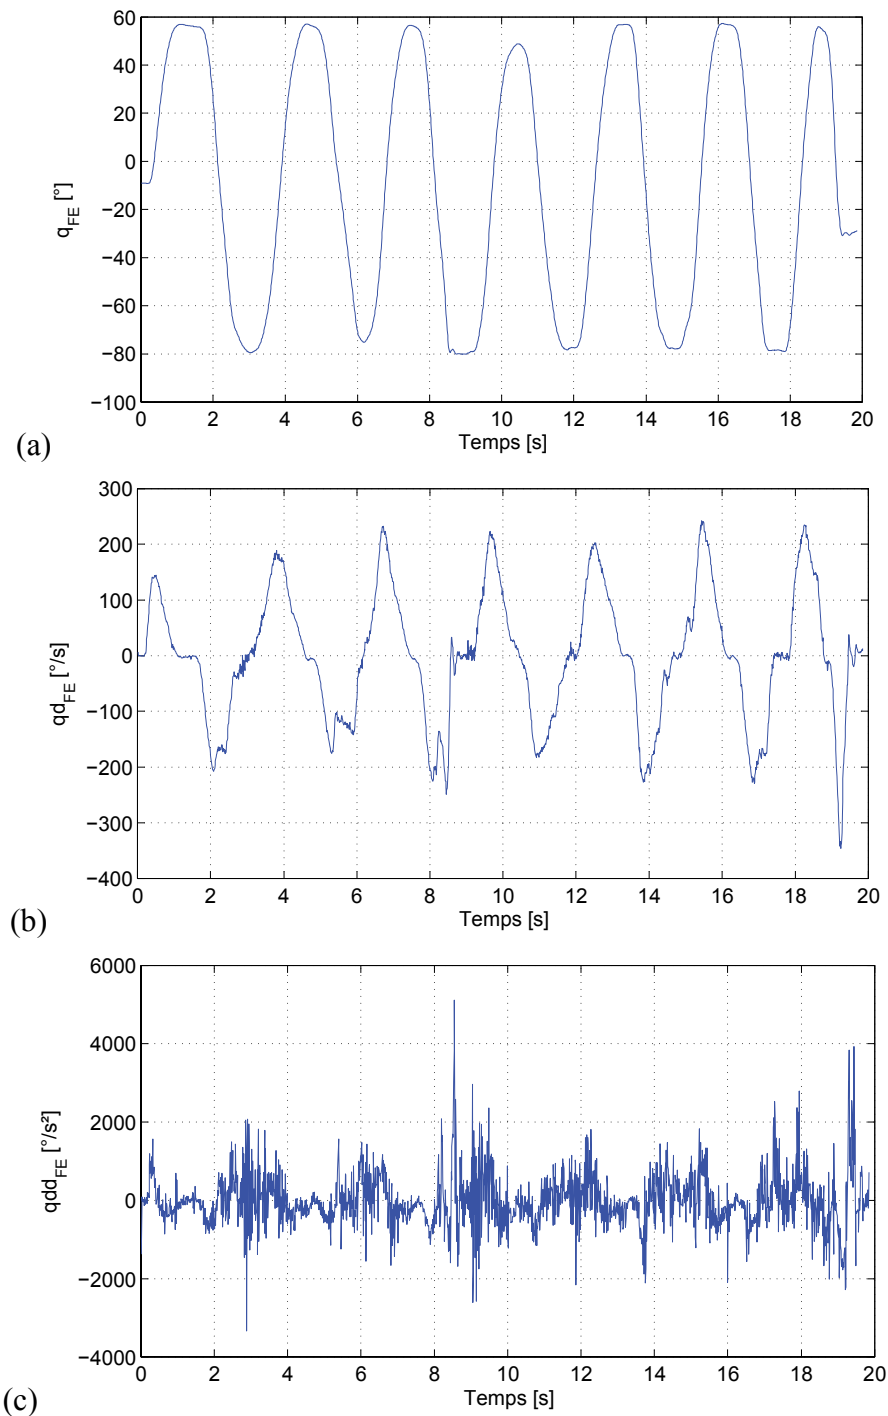 60
40
20
0
−20
−40
−60
−80
−100
q_FE [°]
0 2 4 6 8 10 12 14 16 18 20
Temps [s]
(a)
300
200
100
0
−100
−200
−300
−400
qd_FE [°/s]
0 2 4 6 8 10 12 14 16 18 20
Temps [s]
(b)
6000
4000
2000
0
−2000
−4000
qdd_FE [°/s²]
0 2 4 6 8 10 12 14 16 18 20
Temps [s]
(c)